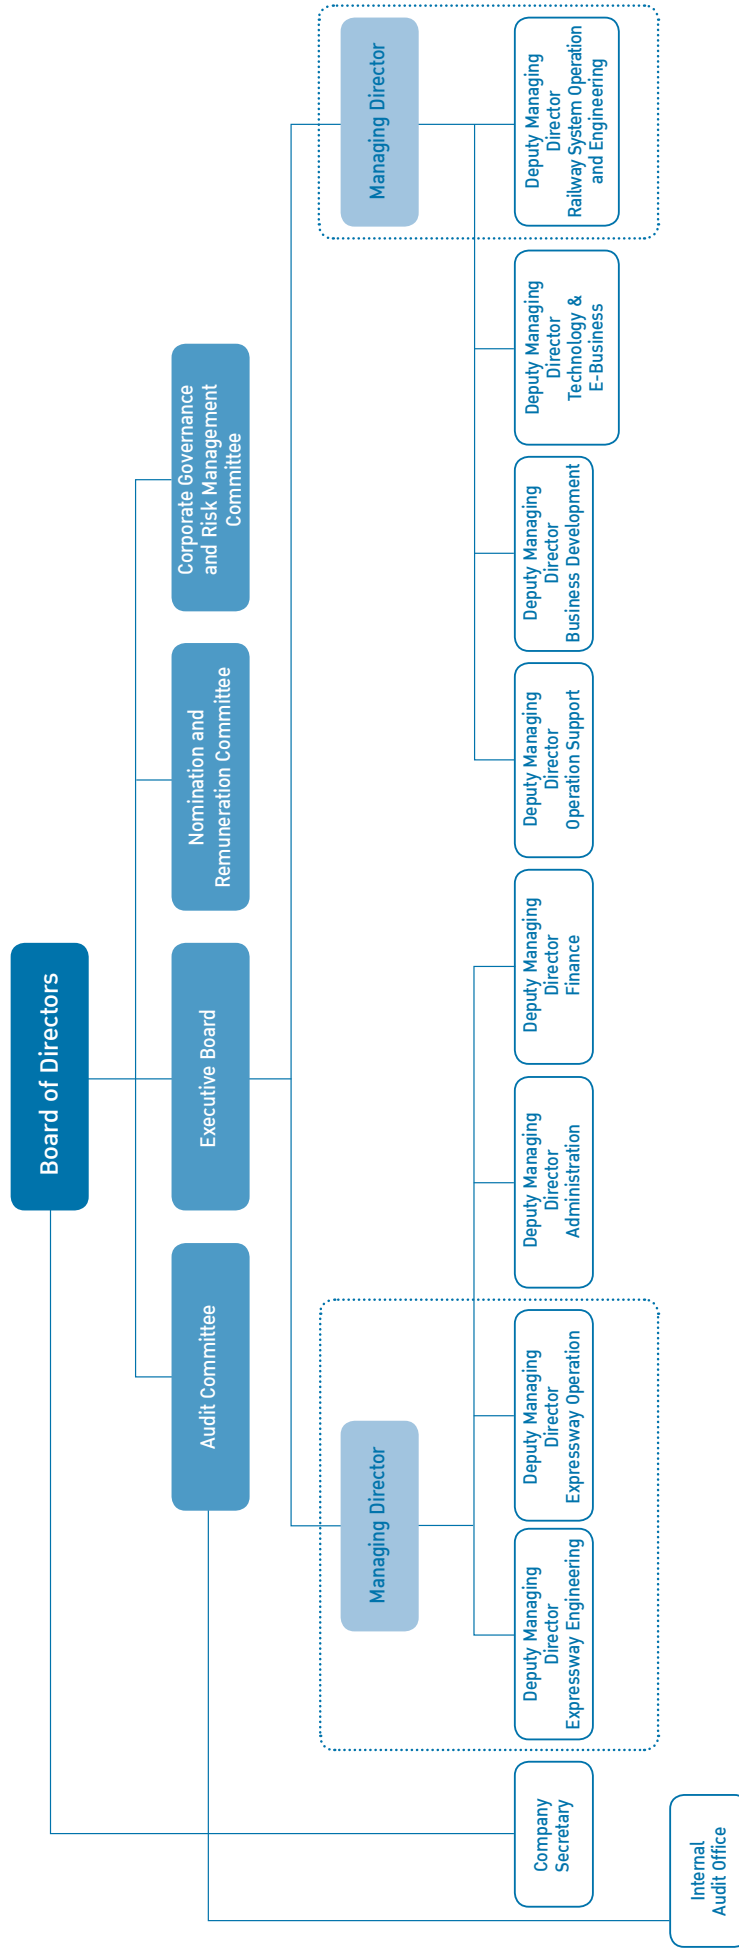 Board of Directors
Audit Committee
Executive Board
Nomination and
Remuneration Committee
Corporate Governance
and Risk Management
Committee
Managing Director
Managing Director
Company
Secretary
Deputy Managing
Director
Expressway Engineering
Deputy Managing
Director
Expressway Operation
Deputy Managing
Director
Administration
Deputy Managing
Director
Finance
Deputy Managing
Director
Operation Support
Deputy Managing
Director
Business Development
Deputy Managing
Director
Technology &
E-Business
Deputy Managing
Director
Railway System Operation
and Engineering
Internal
Audit Office